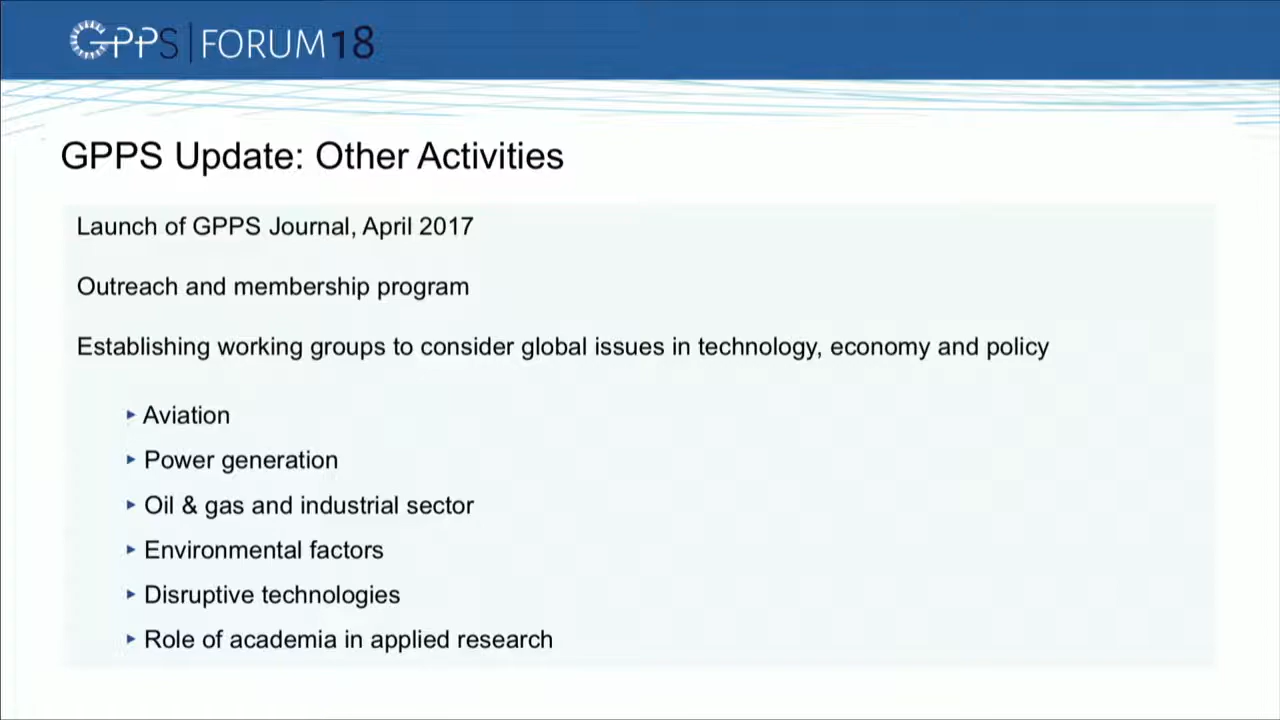 GPPS | FORUM18
GPPS Update: Other Activities
Launch of GPPS Journal, April 2017
Outreach and membership program
Establishing working groups to consider global issues in technology, economy and policy
‣ Aviation
‣ Power generation
‣ Oil & gas and industrial sector
‣ Environmental factors
‣ Disruptive technologies
‣ Role of academia in applied research